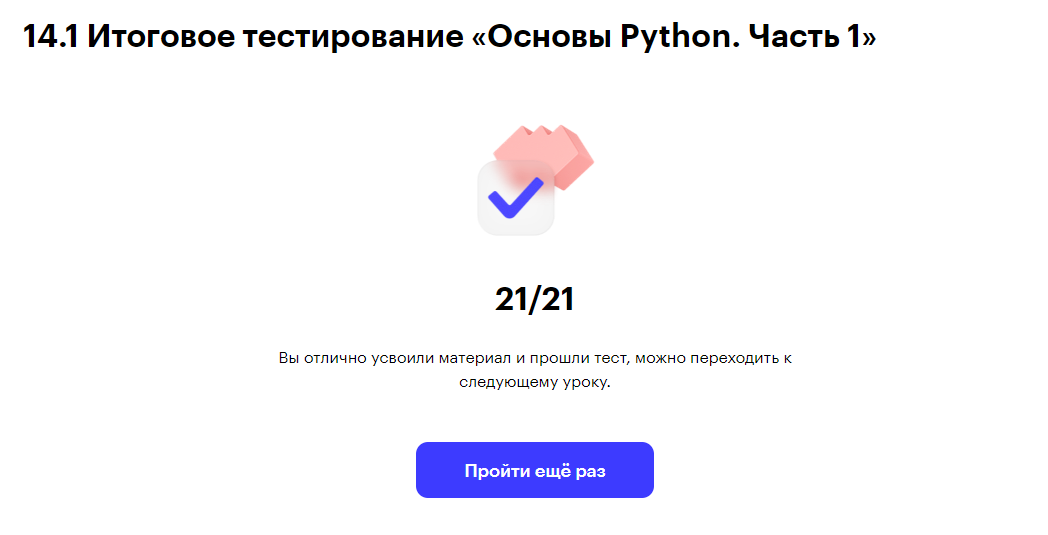 14.1 Итоговое тестирование «Основы Python. Часть 1»
21/21
Вы отлично усвоили материал и прошли тест, можно переходить к
следующему уроку.
Пройти ещё раз